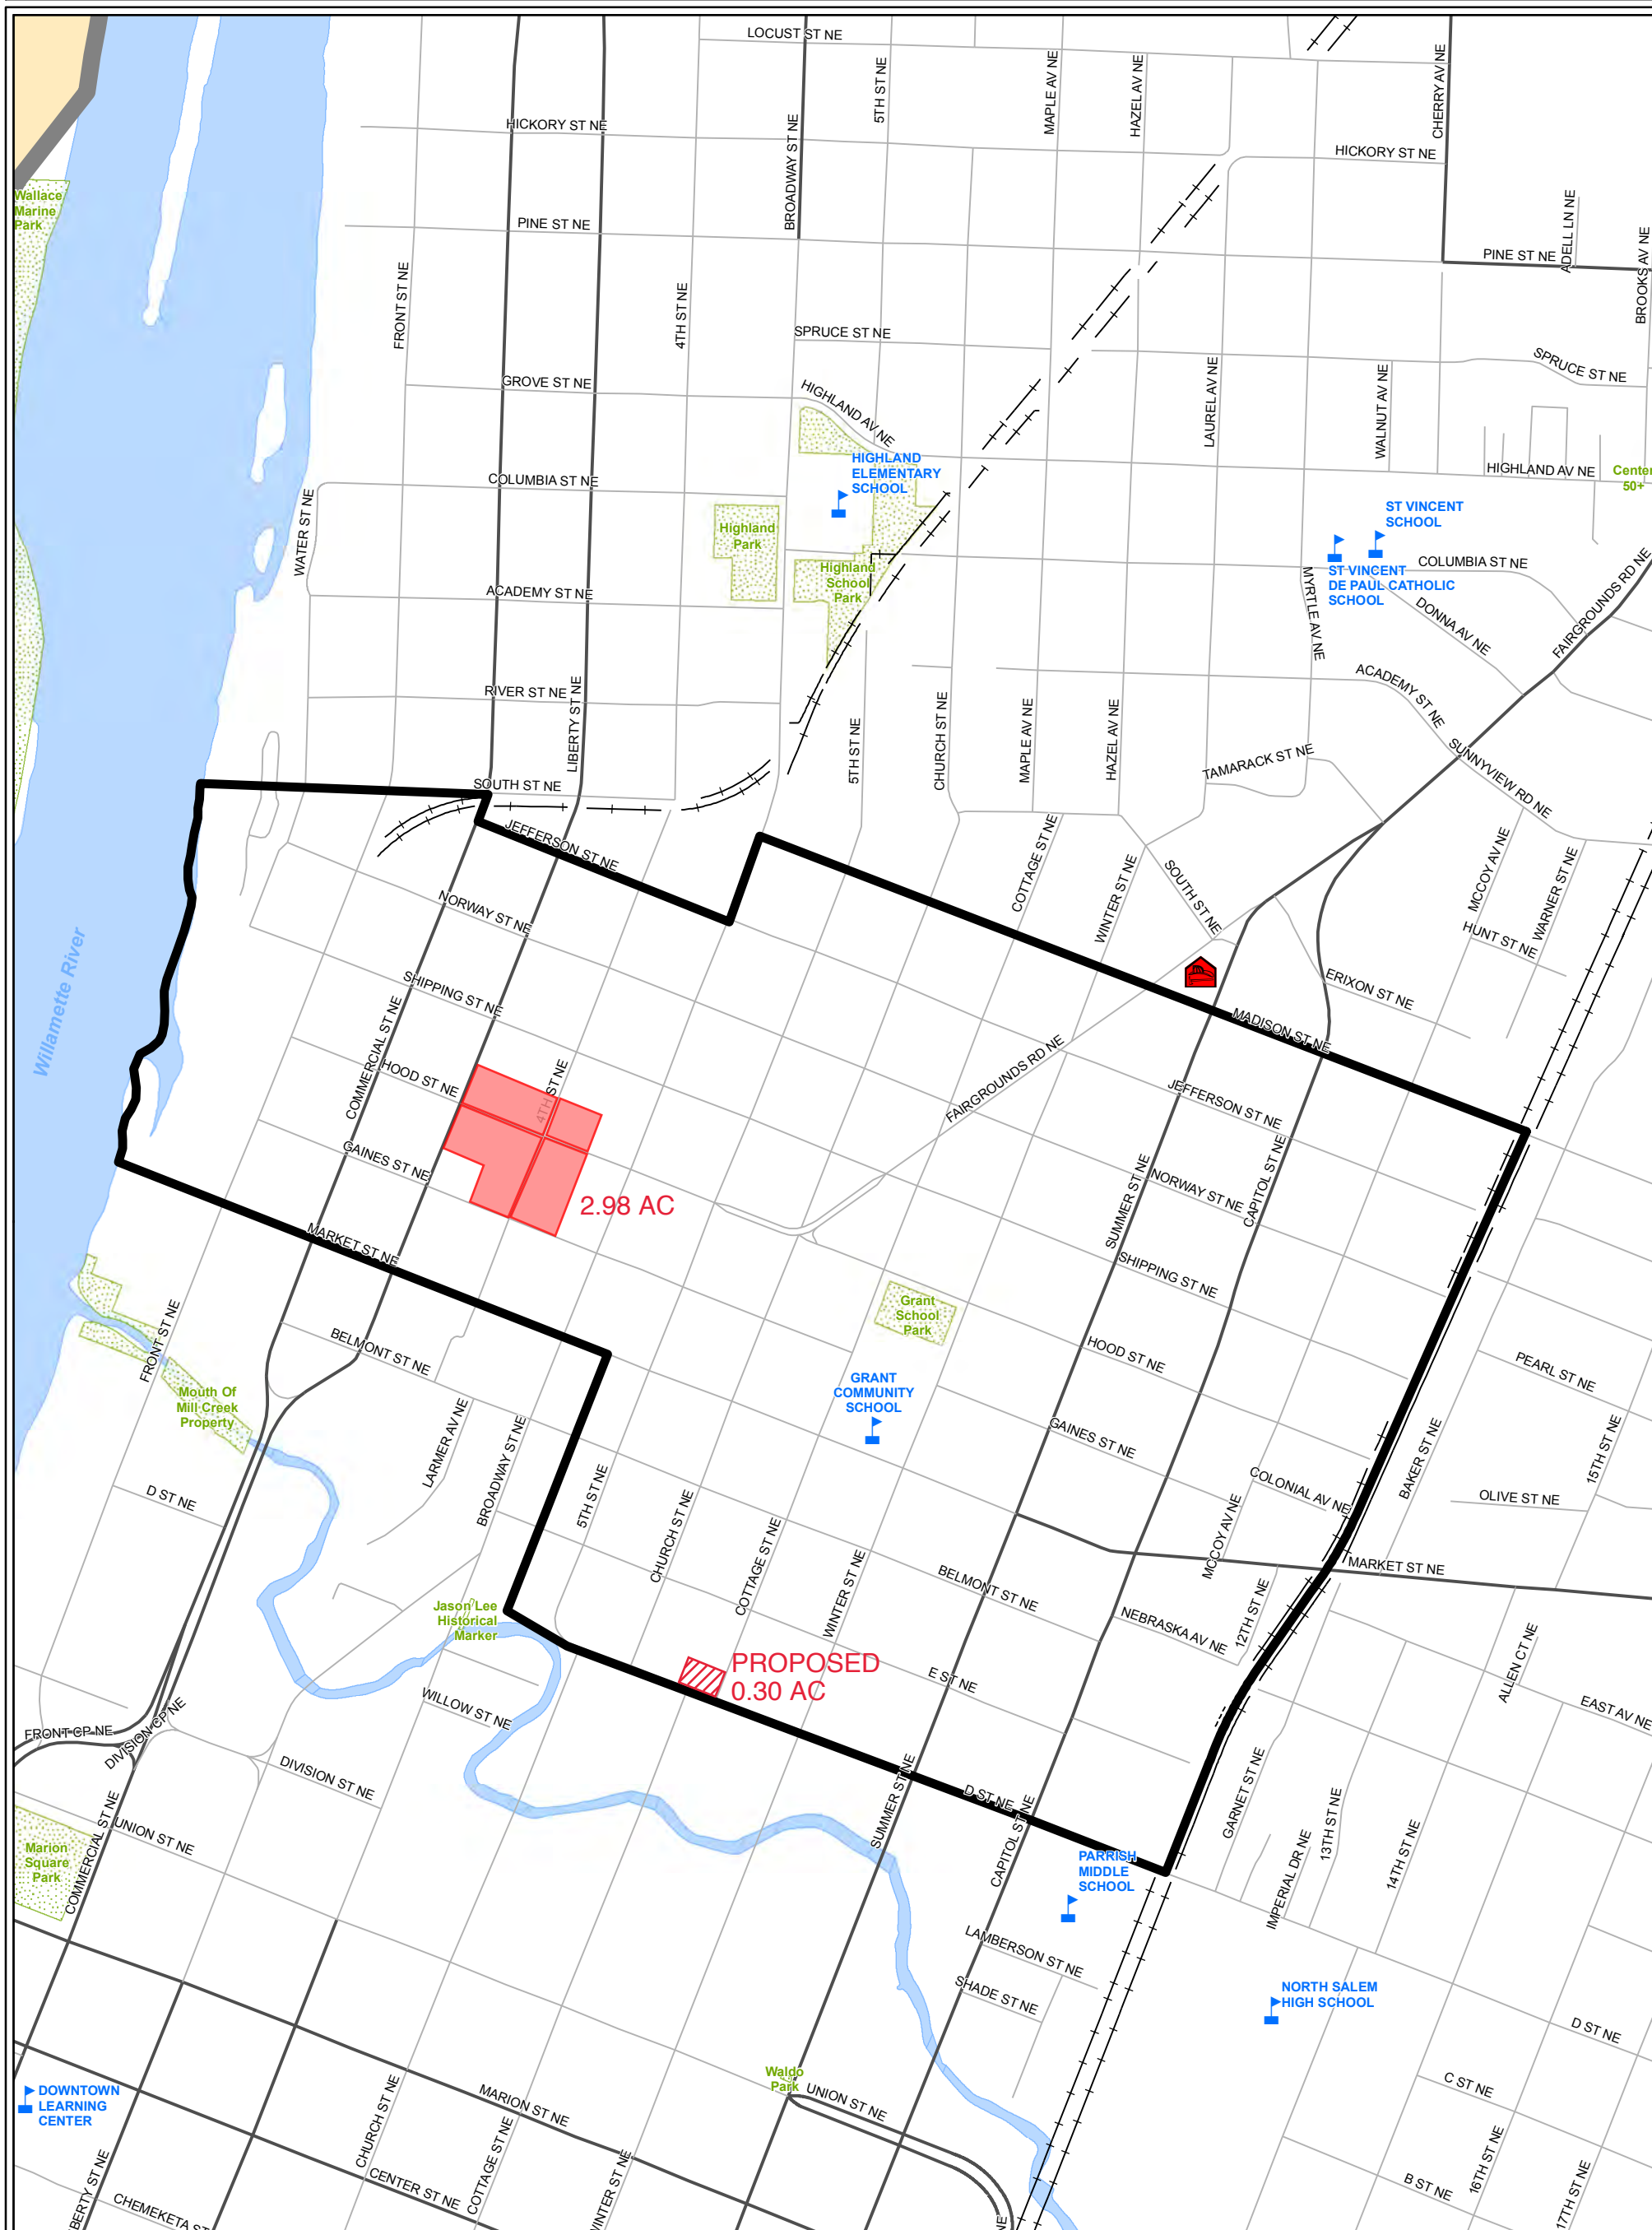 LOCUST ST NE
5TH ST NE
MAPLE AV NE
HAZEL AV NE
CHERRY AV NE
HICKORY ST NE
BROADWAY ST NE
HICKORY ST NE
Wallace
Marine
Park
PINE ST NE
PINE ST NE
ADELL LN NE
BROOKS AV NE
FRONT ST NE
4TH ST NE
SPRUCE ST NE
SPRUCE ST NE
GROVE ST NE
HIGHLAND AV NE
LAUREL AV NE
WALNUT AV NE
HIGHLAND
ELEMENTARY
SCHOOL
HIGHLAND AV NE
Center
50+
COLUMBIA ST NE
WATER ST NE
Highland
Park
ST VINCENT
SCHOOL
Highland
School
Park
COLUMBIA ST NE
ST VINCENT
DE PAUL CATHOLIC
SCHOOL
ACADEMY ST NE
MYRTLE AV NE
DONNA AV NE
FAIRGROUNDS RD NE
RIVER ST NE
LIBERTY ST NE
ACADEMY ST NE
5TH ST NE
CHURCH ST NE
MAPLE AV NE
HAZEL AV NE
TAMARACK ST NE
SUNNYVIEW RD NE
SOUTH ST NE
JEFFERSON ST NE
COTTAGE ST NE
WINTER ST NE
SOUTH ST NE
MCCOY AV NE
WARNER ST NE
NORWAY ST NE
HUNT ST NE
Willamette River
SHIPPING ST NE
ERIXON ST NE
COMMERCIAL ST NE
MADISON ST NE
HOOD ST NE
4TH ST NE
FAIRGROUNDS RD NE
JEFFERSON ST NE
GAINES ST NE
2.98 AC
SUMMER ST NE
NORWAY ST NE
CAPITOL ST NE
MARKET ST NE
SHIPPING ST NE
Grant
School
Park
FRONT ST NE
BELMONT ST NE
HOOD ST NE
PEARL ST NE
Mouth Of
Mill Creek
Property
GRANT
COMMUNITY
SCHOOL
LARMER AV NE
BROADWAY ST NE
GAINES ST NE
BAKER ST NE
15TH ST NE
D ST NE
5TH ST NE
CHURCH ST NE
COLONIAL AV NE
OLIVE ST NE
COTTAGE ST NE
WINTER ST NE
MCCOY AV NE
MARKET ST NE
BELMONT ST NE
Jason Lee
Historical
Marker
NEBRASKA AV NE
12TH ST NE
PROPOSED
0.30 AC
E ST NE
ALLEN CT NE
EAST AV NE
WILLOW ST NE
FRONT CP NE
DIVISION CP NE
DIVISION ST NE
SUMMER ST NE
D ST NE
GARNET ST NE
13TH ST NE
UNION ST NE
COMMERCIAL ST NE
Marion
Square
Park
CAPITOL ST NE
PARRISH
MIDDLE
SCHOOL
IMPERIAL DR NE
14TH ST NE
LAMBERSON ST NE
SHADE ST NE
NORTH SALEM
HIGH SCHOOL
D ST NE
Waldo
Park
UNION ST NE
C ST NE
DOWNTOWN
LEARNING
CENTER
MARION ST NE
CHURCH ST NE
COTTAGE ST NE
CENTER ST NE
WINTER ST NE
B ST NE
16TH ST NE
17TH ST NE
CHEMEKETA ST
BERTY ST NE
NE